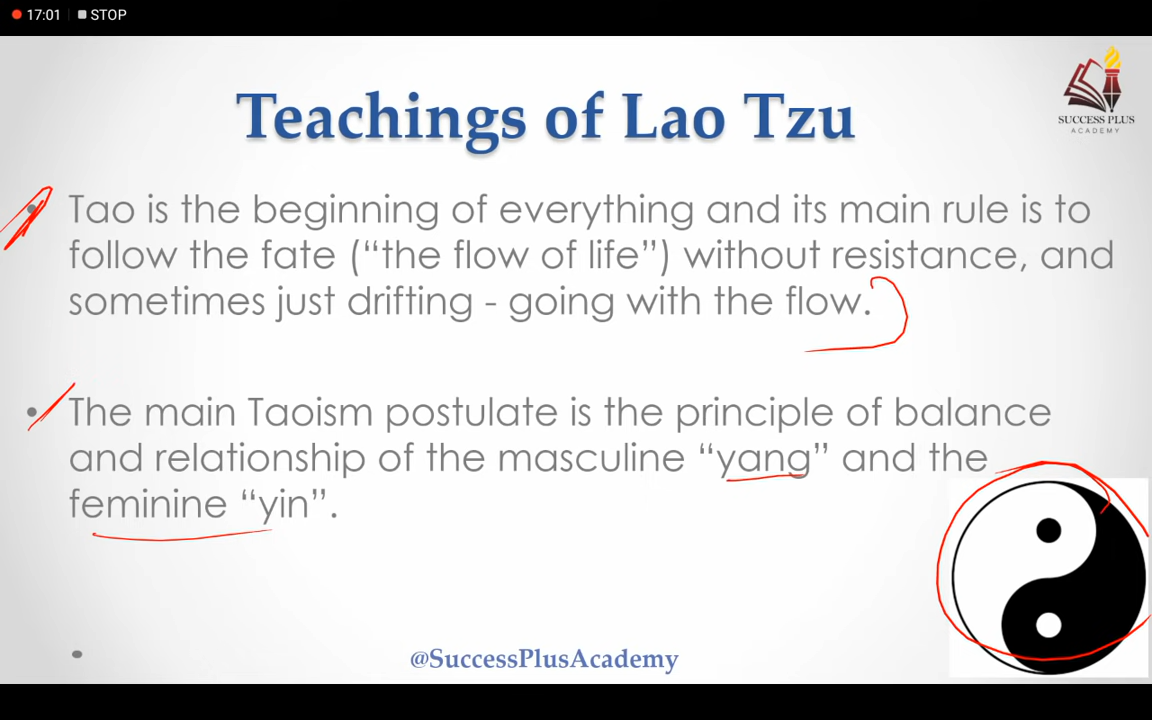 17:01 STOP
SUCCESS PLUS
ACADEMY
Teachings of Lao Tzu
• Tao is the beginning of everything and its main rule is to
follow the fate (“the flow of life”) without resistance, and
sometimes just drifting - going with the flow.
• The main Taoism postulate is the principle of balance
and relationship of the masculine “yang” and the
feminine “yin”.
•
@SuccessPlusAcademy